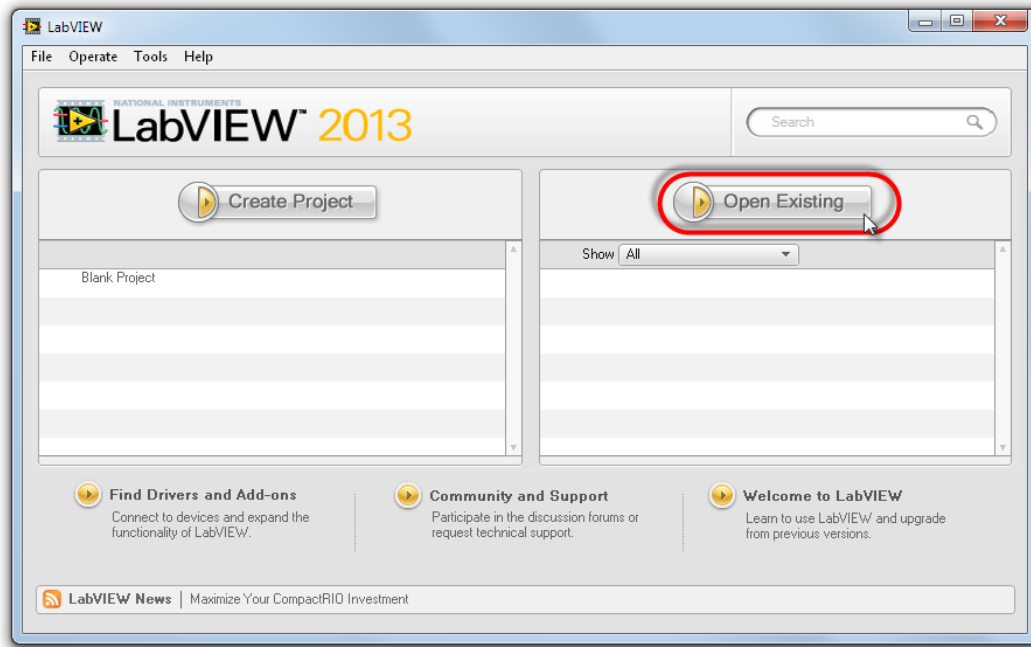 LabVIEW
File Operate Tools Help
NATIONAL INSTRUMENTS
LabVIEW™ 2013
Search
Create Project
Open Existing
Show All
Blank Project
Find Drivers and Add-ons
Connect to devices and expand the
functionality of LabVIEW.
Community and Support
Participate in the discussion forums or
request technical support.
Welcome to LabVIEW
Learn to use LabVIEW and upgrade
from previous versions.
LabVIEW News | Maximize Your CompactRIO Investment